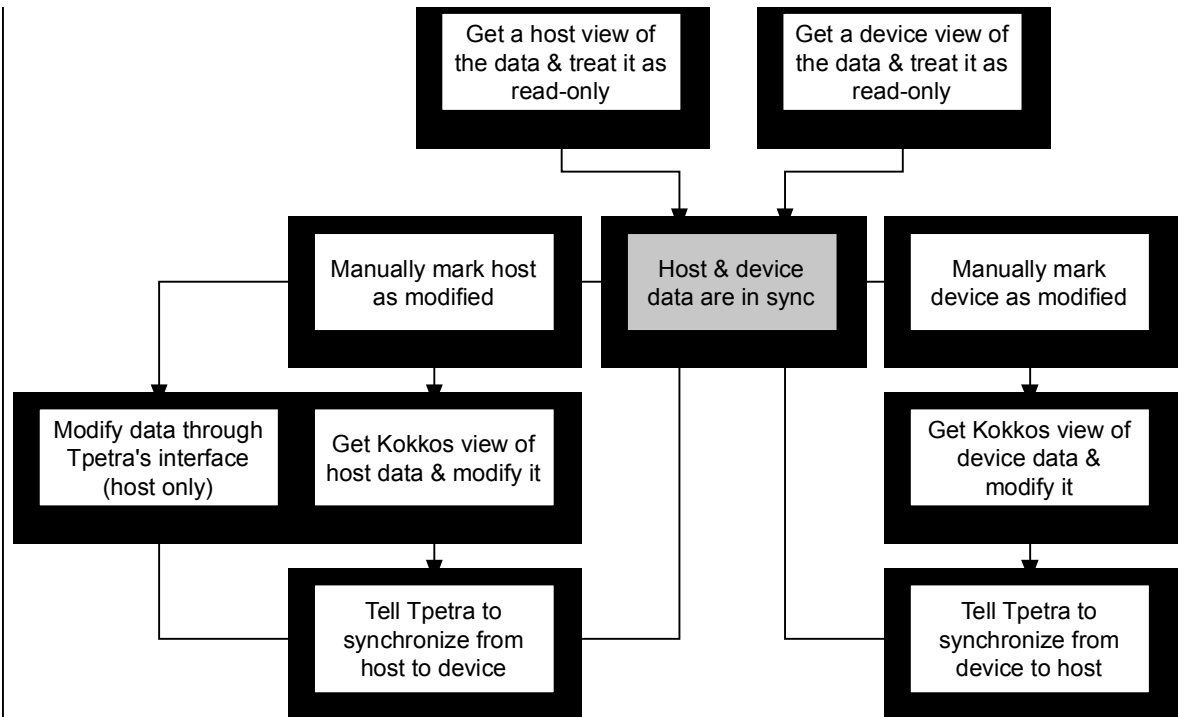 Get a host view of
the data & treat it as
read-only
Get a device view of
the data & treat it as
read-only
Manually mark host
as modified
Host & device
data are in sync
Manually mark
device as modified
Modify data through
Tpetra's interface
(host only)
Get Kokkos view of
host data & modify it
Get Kokkos view of
device data &
modify it
Tell Tpetra to
synchronize from
host to device
Tell Tpetra to
synchronize from
device to host